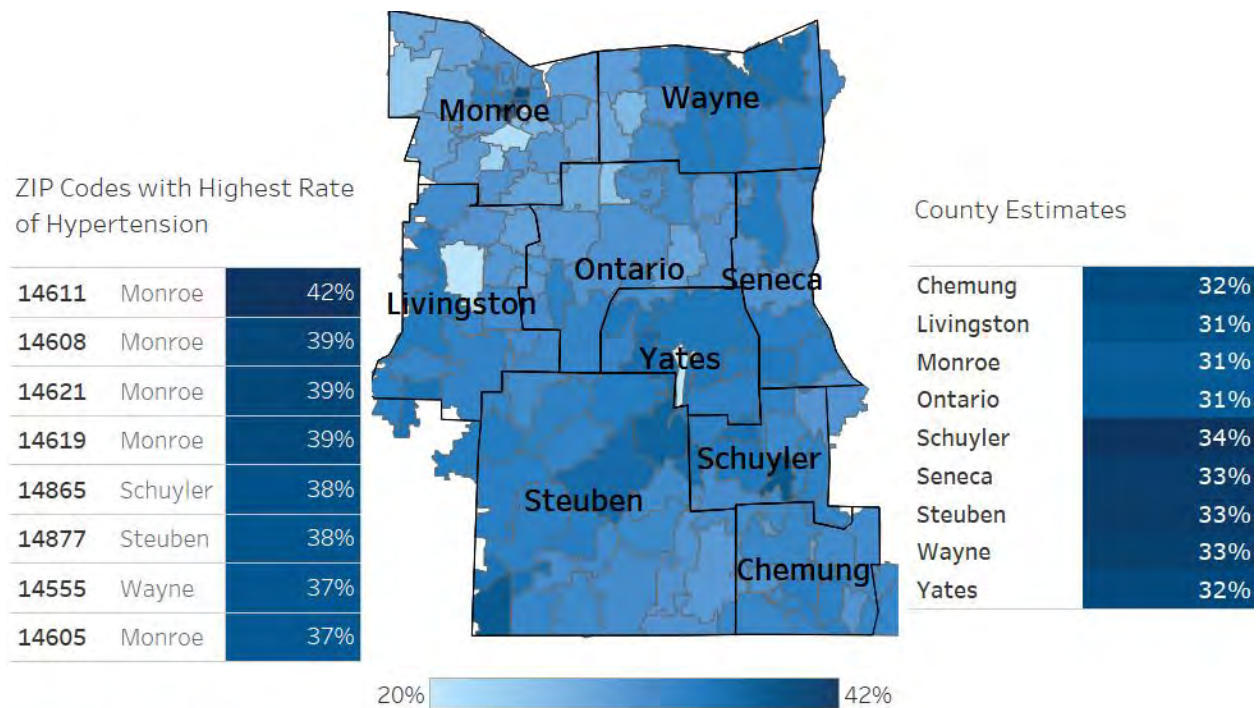 ZIP Codes with Highest Rate
of Hypertension
14611 Monroe 42%
14608 Monroe 39%
14621 Monroe 39%
14619 Monroe 39%
14865 Schuyler 38%
14877 Steuben 38%
14555 Wayne 37%
14605 Monroe 37%
Monroe
Wayne
Ontario
Seneca
Livingston
Yates
Schuyler
Steuben
Chemung
20% 42%
County Estimates
Chemung 32%
Livingston 31%
Monroe 31%
Ontario 31%
Schuyler 34%
Seneca 33%
Steuben 33%
Wayne 33%
Yates 32%